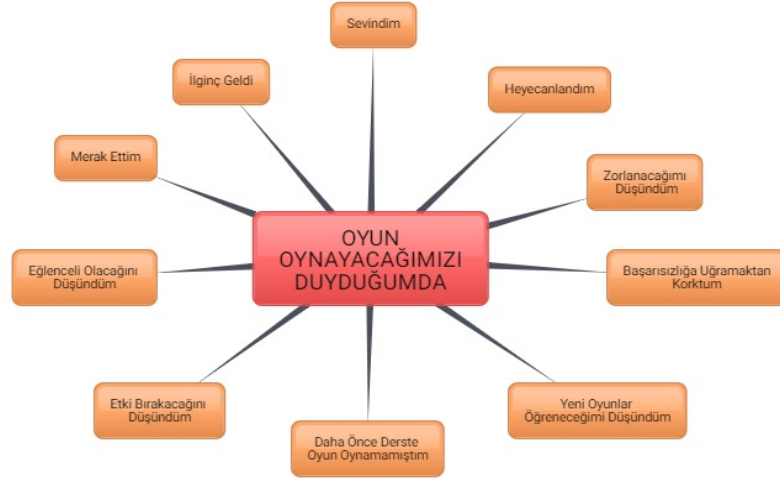 Sevindim
İlginç Geldi
Heyecanlandım
Merak Ettim
Zorlanacağımı
Düşündüm
OYUN
OYNAYACAĞIMIZI
DUYDUĞUMDA
Eğlenceli Olacağını
Düşündüm
Başarısızlığa Uğramaktan
Korktum
Etki Bırakacağını
Düşündüm
Yeni Oyunlar
Öğreneceğimi Düşündüm
Daha Önce Derste
Oyun Oynamamıştım